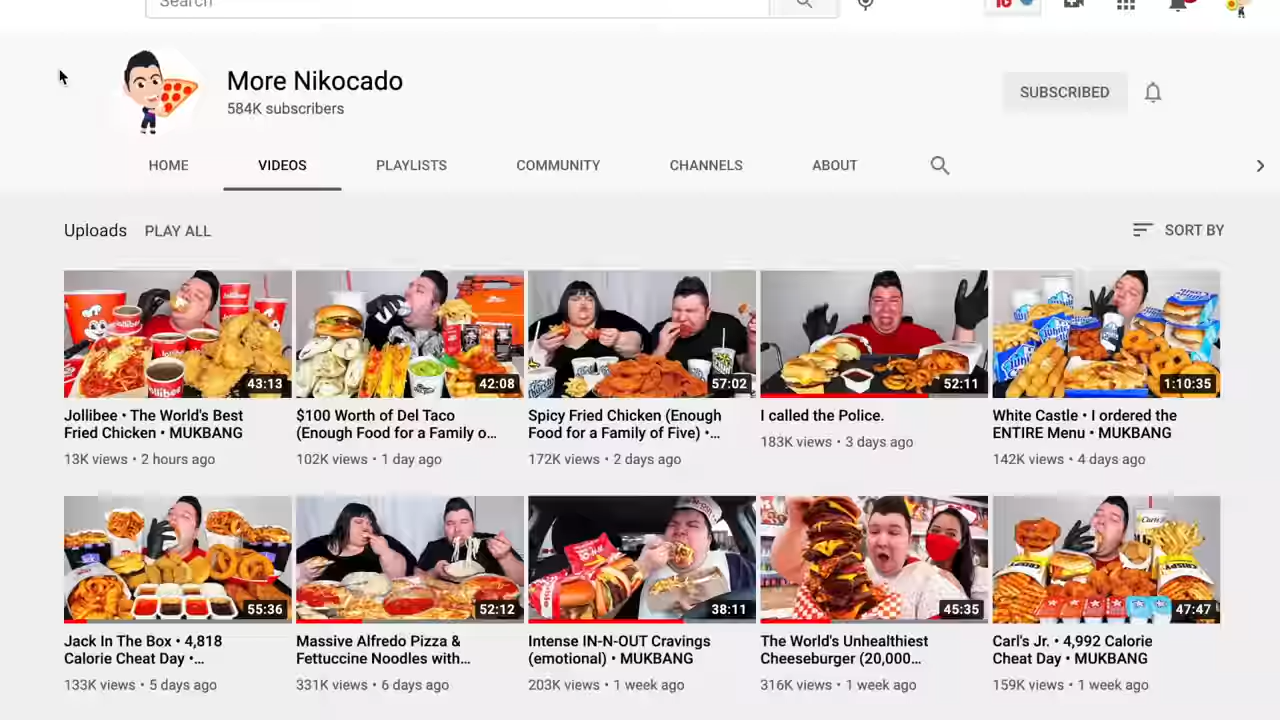 Search
More Nikocado
584K subscribers
SUBSCRIBED
HOME
VIDEOS
PLAYLISTS
COMMUNITY
CHANNELS
ABOUT
Uploads
PLAY ALL
SORT BY
43:13
42:08
57:02
52:11
1:10:35
Jollibee • The World's Best
Fried Chicken • MUKBANG
13K views • 2 hours ago
$100 Worth of Del Taco
(Enough Food for a Family o...
102K views • 1 day ago
Spicy Fried Chicken (Enough
Food for a Family of Five) •...
172K views • 2 days ago
I called the Police.
183K views • 3 days ago
White Castle • I ordered the
ENTIRE Menu • MUKBANG
142K views • 4 days ago
55:36
52:12
38:11
45:35
47:47
Jack In The Box • 4,818
Calorie Cheat Day •...
133K views • 5 days ago
Massive Alfredo Pizza &
Fettuccine Noodles with...
331K views • 6 days ago
Intense IN-N-OUT Cravings
(emotional) • MUKBANG
203K views • 1 week ago
The World's Unhealthiest
Cheeseburger (20,000...
316K views • 1 week ago
Carl's Jr. • 4,992 Calorie
Cheat Day • MUKBANG
159K views • 1 week ago